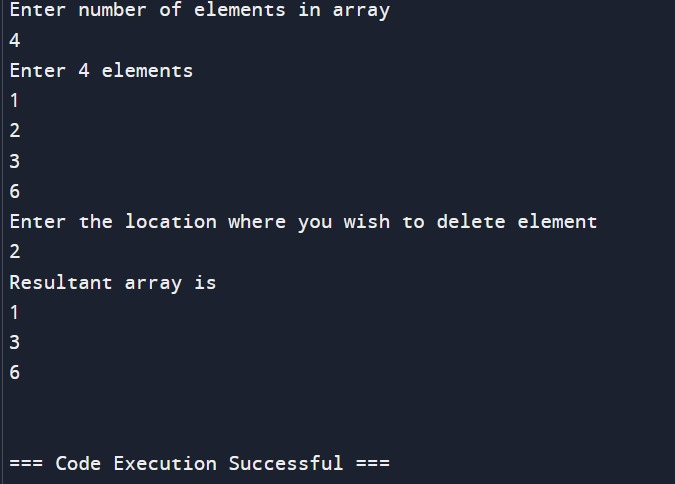 Enter number of elements in array
4
Enter 4 elements
1
2
3
6
Enter the location where you wish to delete element
2
Resultant array is
1
3
6
=== Code Execution Successful ===